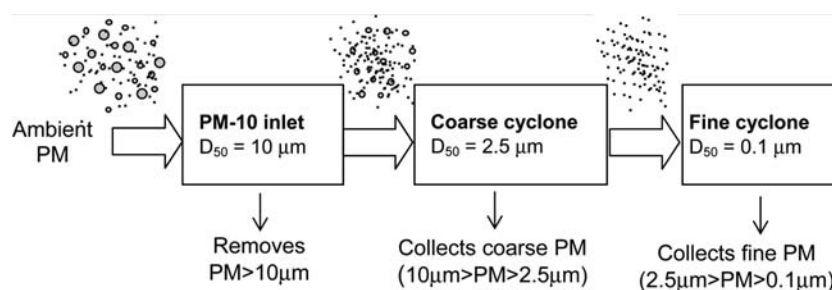 Ambient
PM
PM-10 inlet
D50 = 10 μm
Coarse cyclone
D50 = 2.5 μm
Fine cyclone
D50 = 0.1 μm
Removes
PM>10μm
Collects coarse PM
(10μm>PM>2.5μm)
Collects fine PM
(2.5μm>PM>0.1μm)